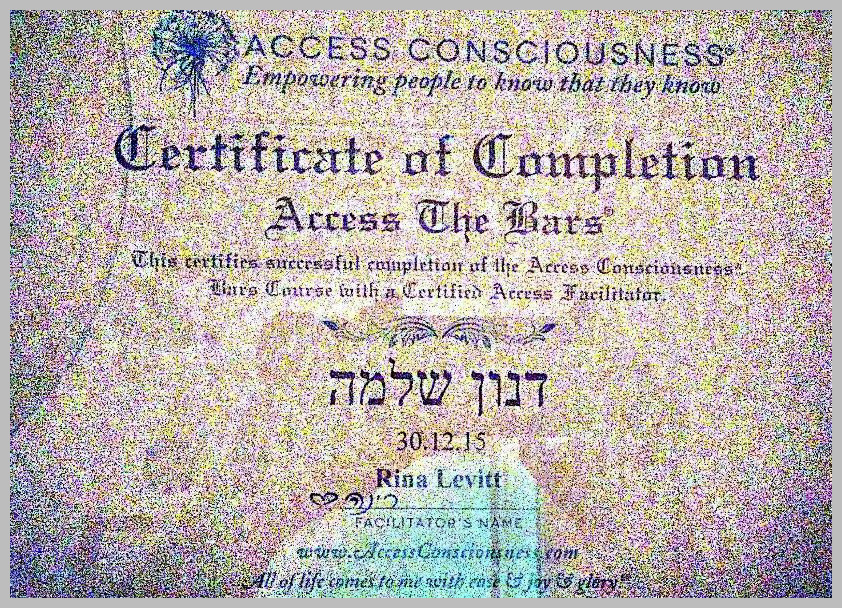 ACCESS CONSCIOUSNESS®
Empowering people to know that they know
Certificate of Completion
Access The Bars®
This certifies successful completion of the Access Consciousness®
Bars Course with a Certified Access Facilitator.
דנון שלמה
30.12.15
Rina Levitt
FACILITATOR'S NAME
www.AccessConsciousness.com
All of life comes to me with ease & joy & glory!®